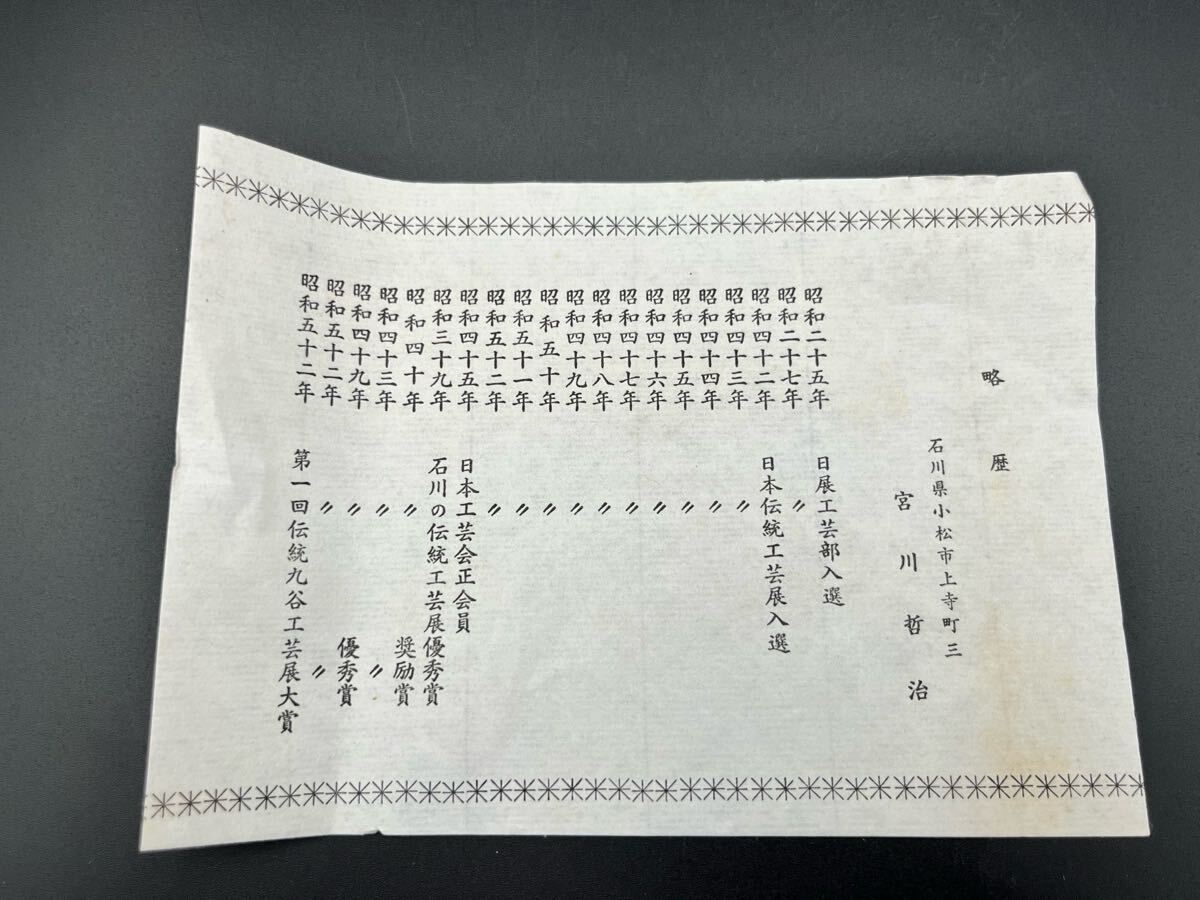 略歴
石川県小松市上寺町三
宮川哲治
昭和二十五年 日展工芸部入選
昭和二十七年 〃
昭和四十二年 日本伝統工芸展入選
昭和四十三年 〃
昭和四十四年 〃
昭和四十五年 〃
昭和四十六年 〃
昭和四十七年 〃
昭和四十八年 〃
昭和四十九年 〃
昭和五十年 〃
昭和五十一年 〃
昭和五十二年 〃
昭和四十五年 日本工芸会正会員
昭和三十九年 石川の伝統工芸展優秀賞
昭和四十年 〃 奨励賞
昭和四十三年 〃 〃
昭和四十九年 〃 優秀賞
昭和五十二年 〃 〃
昭和五十二年 第一回伝統九谷工芸展大賞